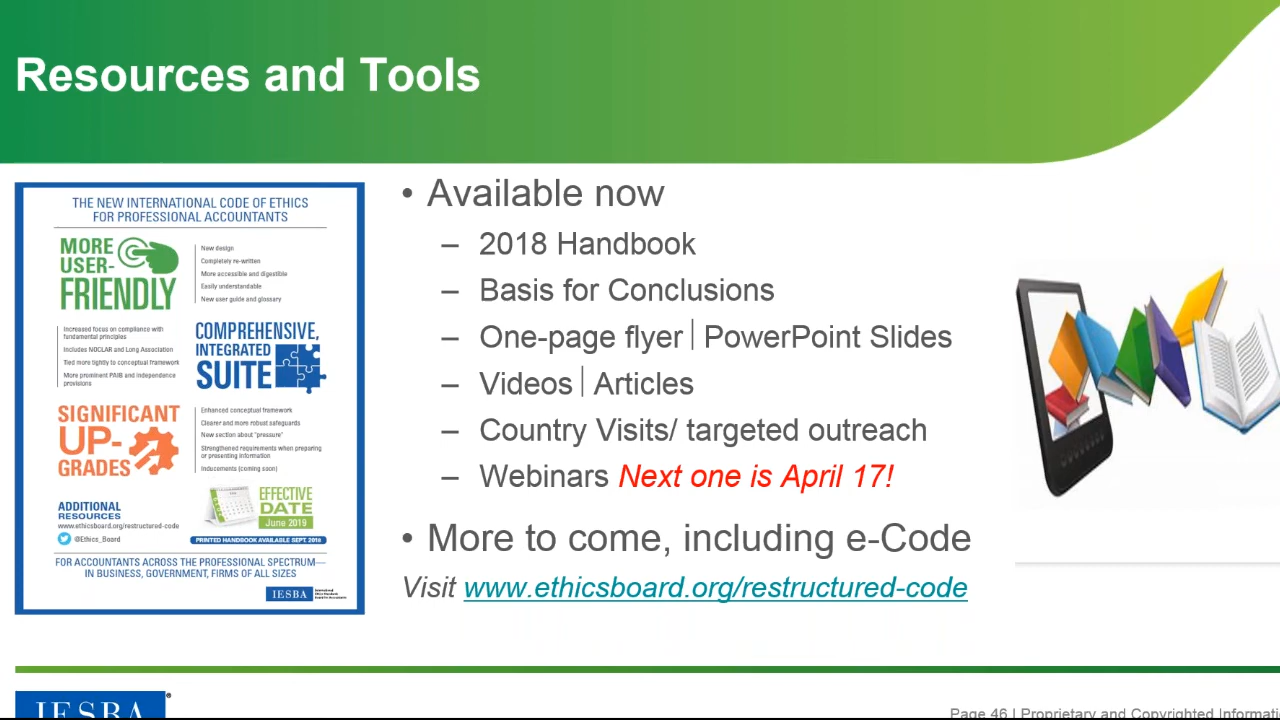 Resources and Tools
THE NEW INTERNATIONAL CODE OF ETHICS
FOR PROFESSIONAL ACCOUNTANTS
MORE
USER-
FRIENDLY
New design
Completely re-written
More accessible and digestible
Easily understandable
New user guide and glossary
Increased focus on compliance with
fundamental principles
Includes NOCLAR and Long Association
Tied more tightly to conceptual framework
More prominent PAIB and independence
provisions
COMPREHENSIVE,
INTEGRATED
SUITE
SIGNIFICANT
UP-
GRADES
Enhanced conceptual framework
Clearer and more robust safeguards
New section about "pressure"
Strengthened requirements when preparing
or presenting information
Inducements (coming soon)
ADDITIONAL
RESOURCES
www.ethicsboard.org/restructured-code
@Ethics_Board
EFFECTIVE
DATE
June 2019
PRINTED HANDBOOK AVAILABLE SEPT. 2018
FOR ACCOUNTANTS ACROSS THE PROFESSIONAL SPECTRUM—
IN BUSINESS, GOVERNMENT, FIRMS OF ALL SIZES
IESBA
• Available now
– 2018 Handbook
– Basis for Conclusions
– One-page flyer│PowerPoint Slides
– Videos│Articles
– Country Visits/ targeted outreach
– Webinars Next one is April 17!
• More to come, including e-Code
Visit www.ethicsboard.org/restructured-code
IESBA®
Page 46 | Proprietary and Copyrighted Informati